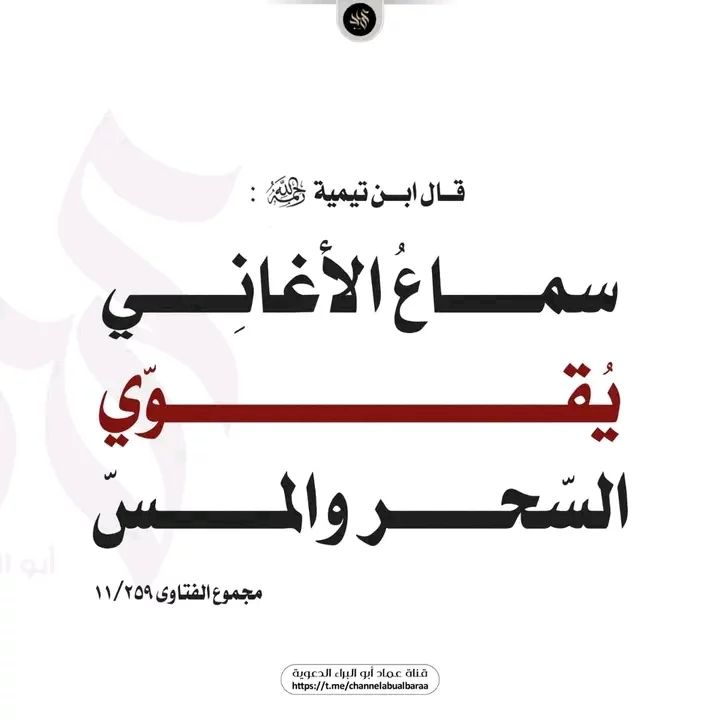 قال ابن تيمية رحمه الله :
سماعُ الأغانِي
يُقوّي
السّحر والمسّ
مجموع الفتاوى ١١/٢٥٩
قناة عماد أبو البراء الدعوية
https://t.me/channelabualbaraa